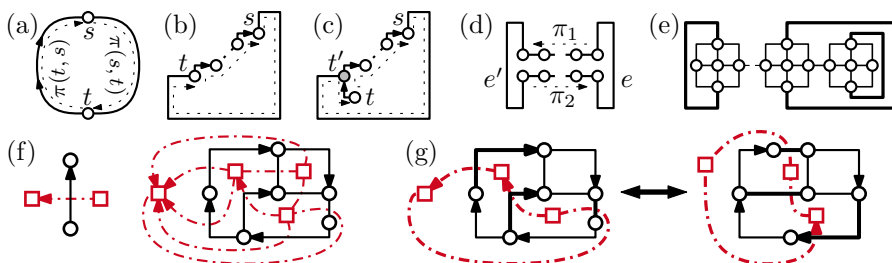 (a) s π(t, s) π(s, t) t
(b) s t
(c) s t′ t
(d) π₁ e′ e π₂
(e)
(f)
(g)